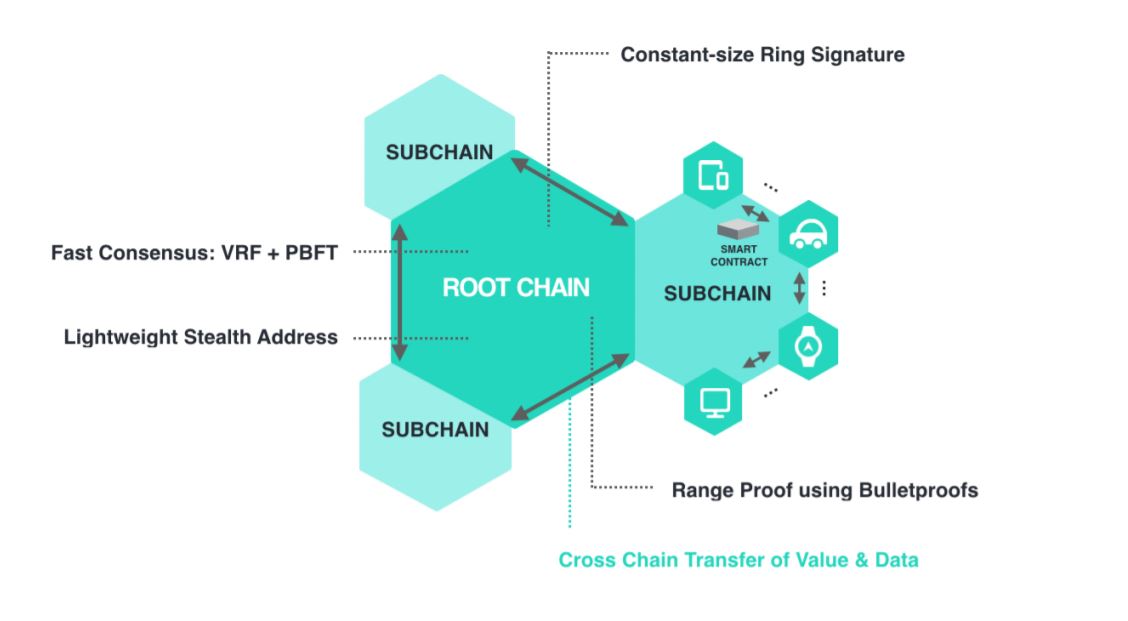 Constant-size Ring Signature
SUBCHAIN
SMART
CONTRACT
Fast Consensus: VRF + PBFT
ROOT CHAIN
SUBCHAIN
Lightweight Stealth Address
SUBCHAIN
Range Proof using Bulletproofs
Cross Chain Transfer of Value & Data